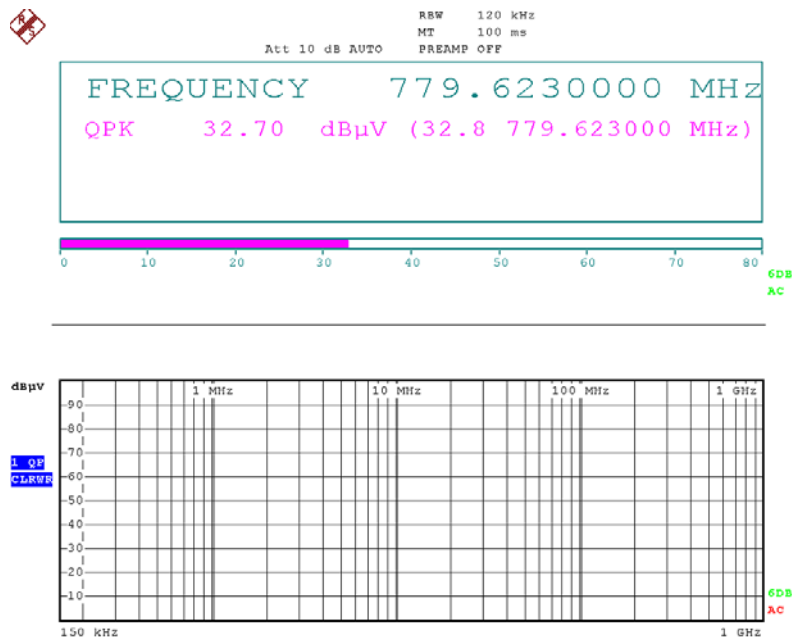 R S
RBW 120 kHz
MT 100 ms
Att 10 dB AUTO PREAMP OFF
FREQUENCY 779.6230000 MHz
QPK 32.70 dBµV (32.8 779.623000 MHz)
0 10 20 30 40 50 60 70 80
6DB
AC
dBµV
1 MHz 10 MHz 100 MHz 1 GHz
90
80
70
1 QP
CLRWR
60
50
40
30
20
10
6DB
AC
150 kHz 1 GHz